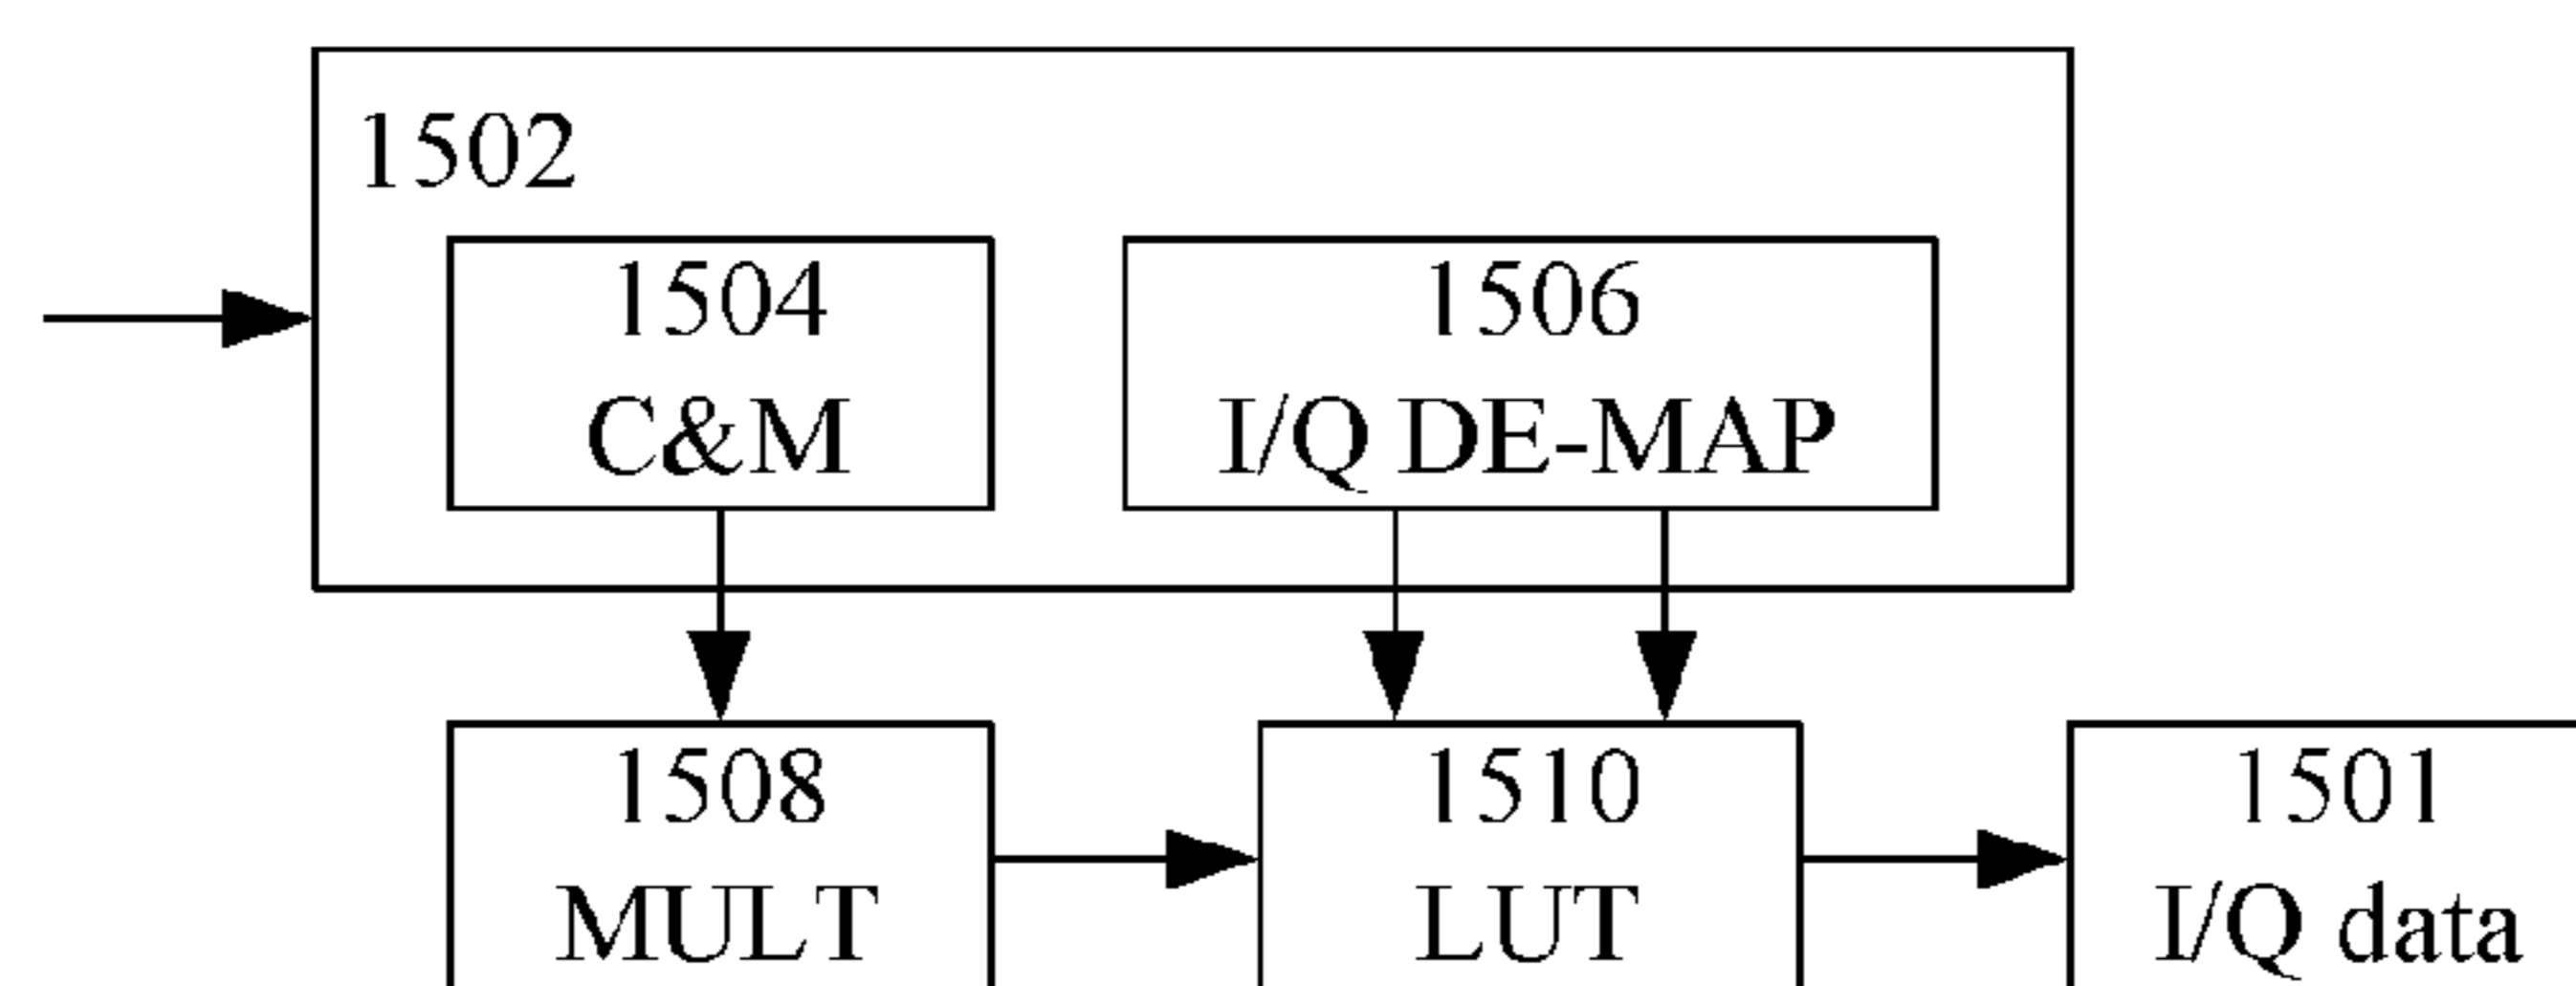 1502
1504
C&M
1506
I/Q DE-MAP
1508
MULT
1510
LUT
1501
I/Q data